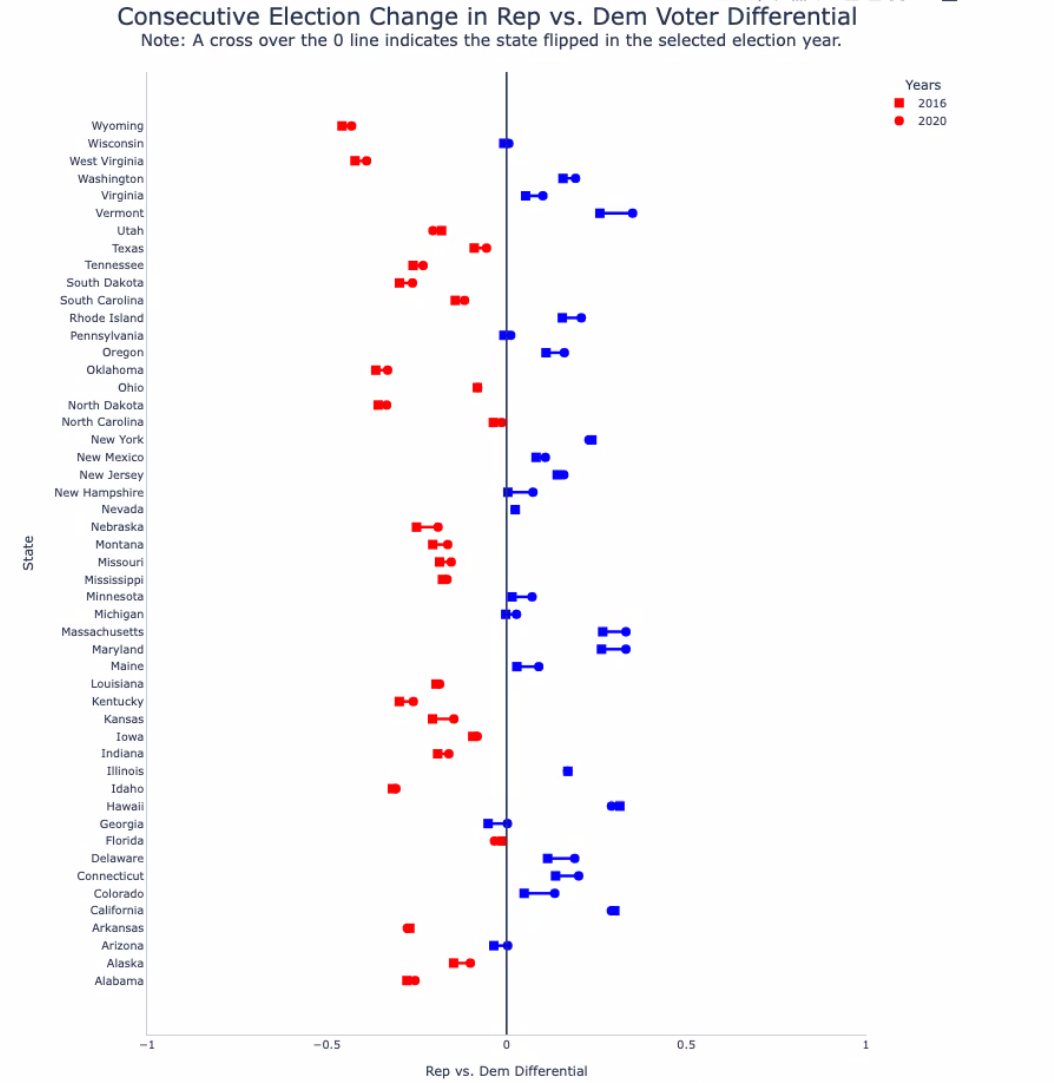 Consecutive Election Change in Rep vs. Dem Voter Differential
Note: A cross over the 0 line indicates the state flipped in the selected election year.
Years
2016
2020
State
Wyoming
Wisconsin
West Virginia
Washington
Virginia
Vermont
Utah
Texas
Tennessee
South Dakota
South Carolina
Rhode Island
Pennsylvania
Oregon
Oklahoma
Ohio
North Dakota
North Carolina
New York
New Mexico
New Jersey
New Hampshire
Nevada
Nebraska
Montana
Missouri
Mississippi
Minnesota
Michigan
Massachusetts
Maryland
Maine
Louisiana
Kentucky
Kansas
Iowa
Indiana
Illinois
Idaho
Hawaii
Georgia
Florida
Delaware
Connecticut
Colorado
California
Arkansas
Arizona
Alaska
Alabama
−1 −0.5 0 0.5 1
Rep vs. Dem Differential